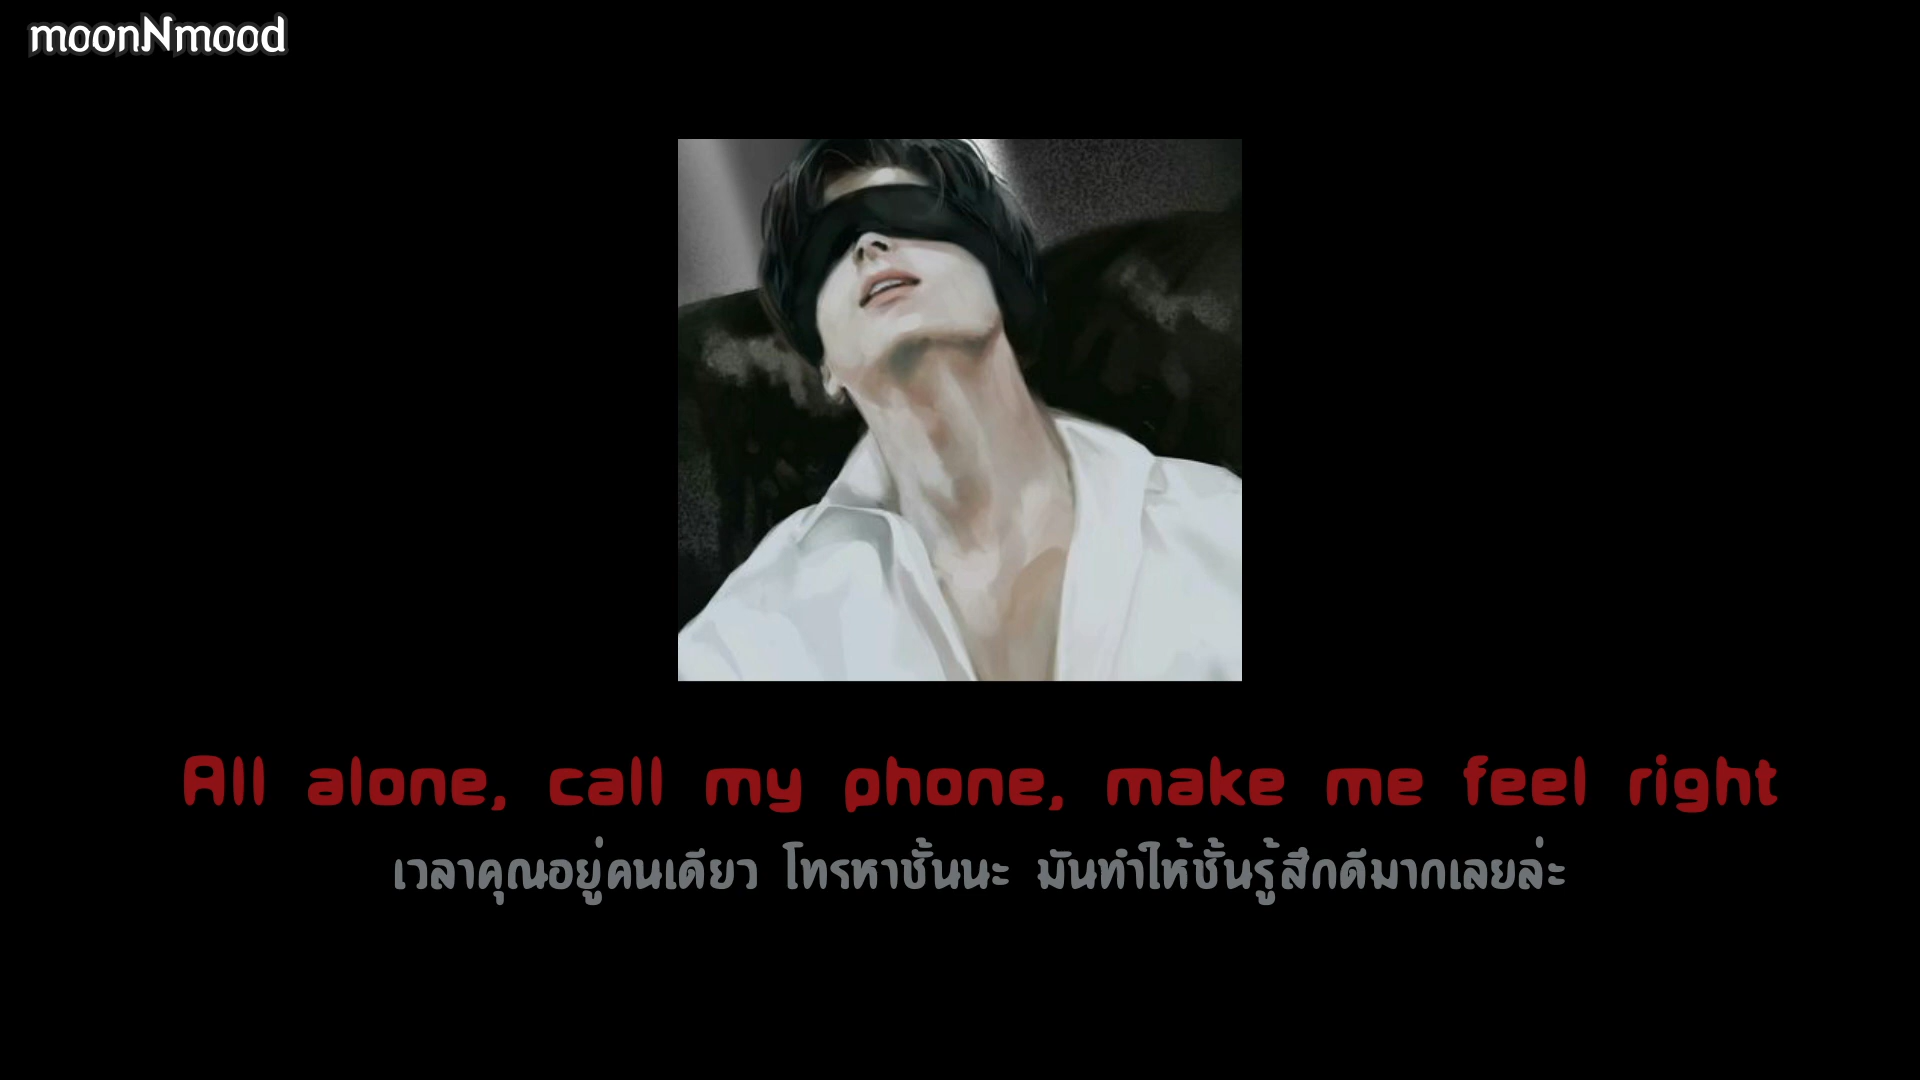 moonNmood
All alone, call my phone, make me feel right
เวลาคุณอยู่คนเดียว โทรหาชั้นนะ มันทำให้ชั้นรู้สึกดีมากเลยล่ะ